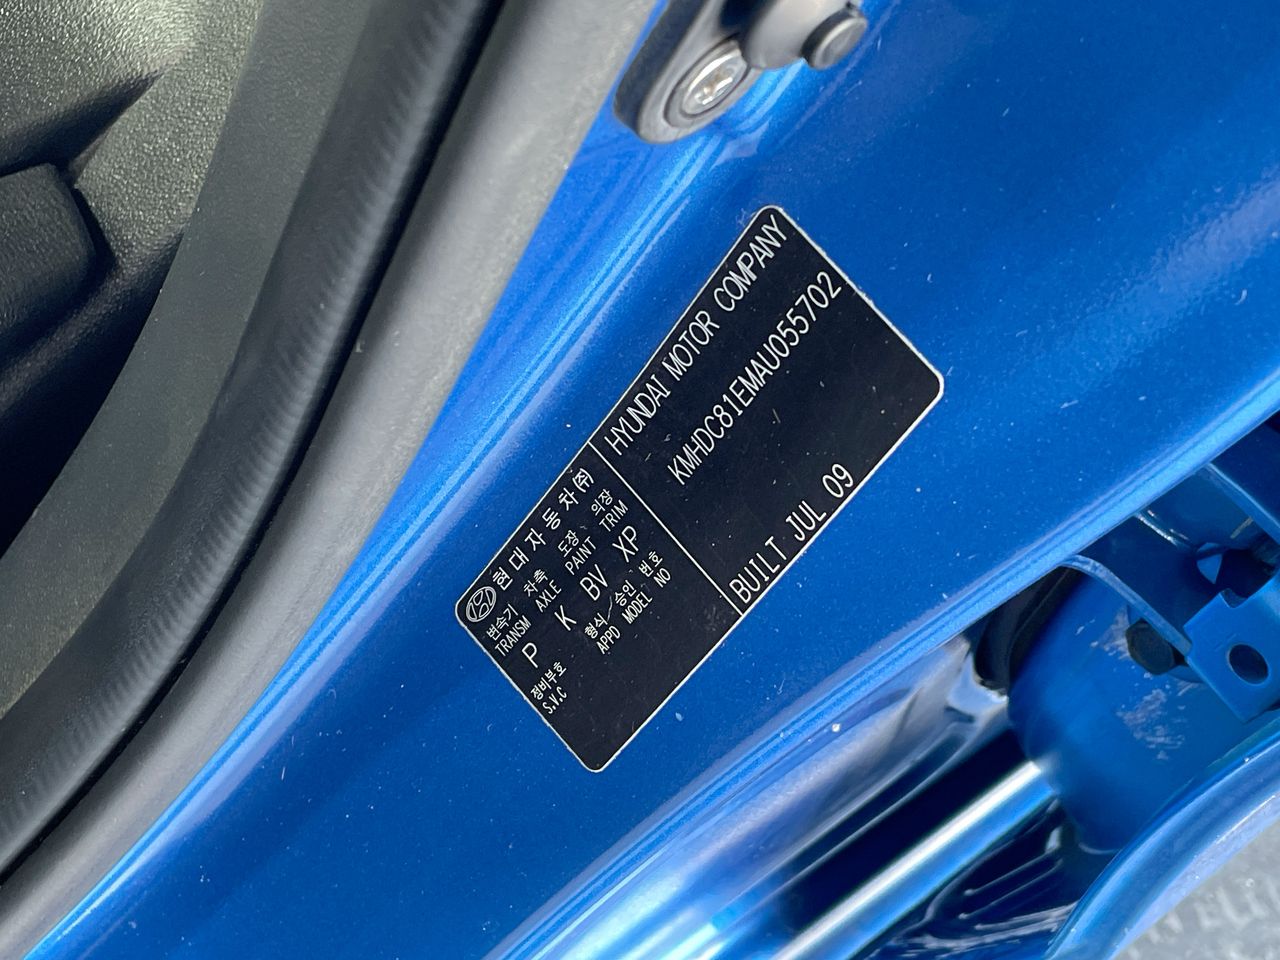 현대자동차(주)
변속기 차축 도장 의장
TRANSM AXLE PAINT TRIM
P K BV XP
정비부호 형식/승인 번호
S.V.C APPD MODEL NO
HYUNDAI MOTOR COMPANY
KMHDC81EMAU055702
BUILT JUL 09